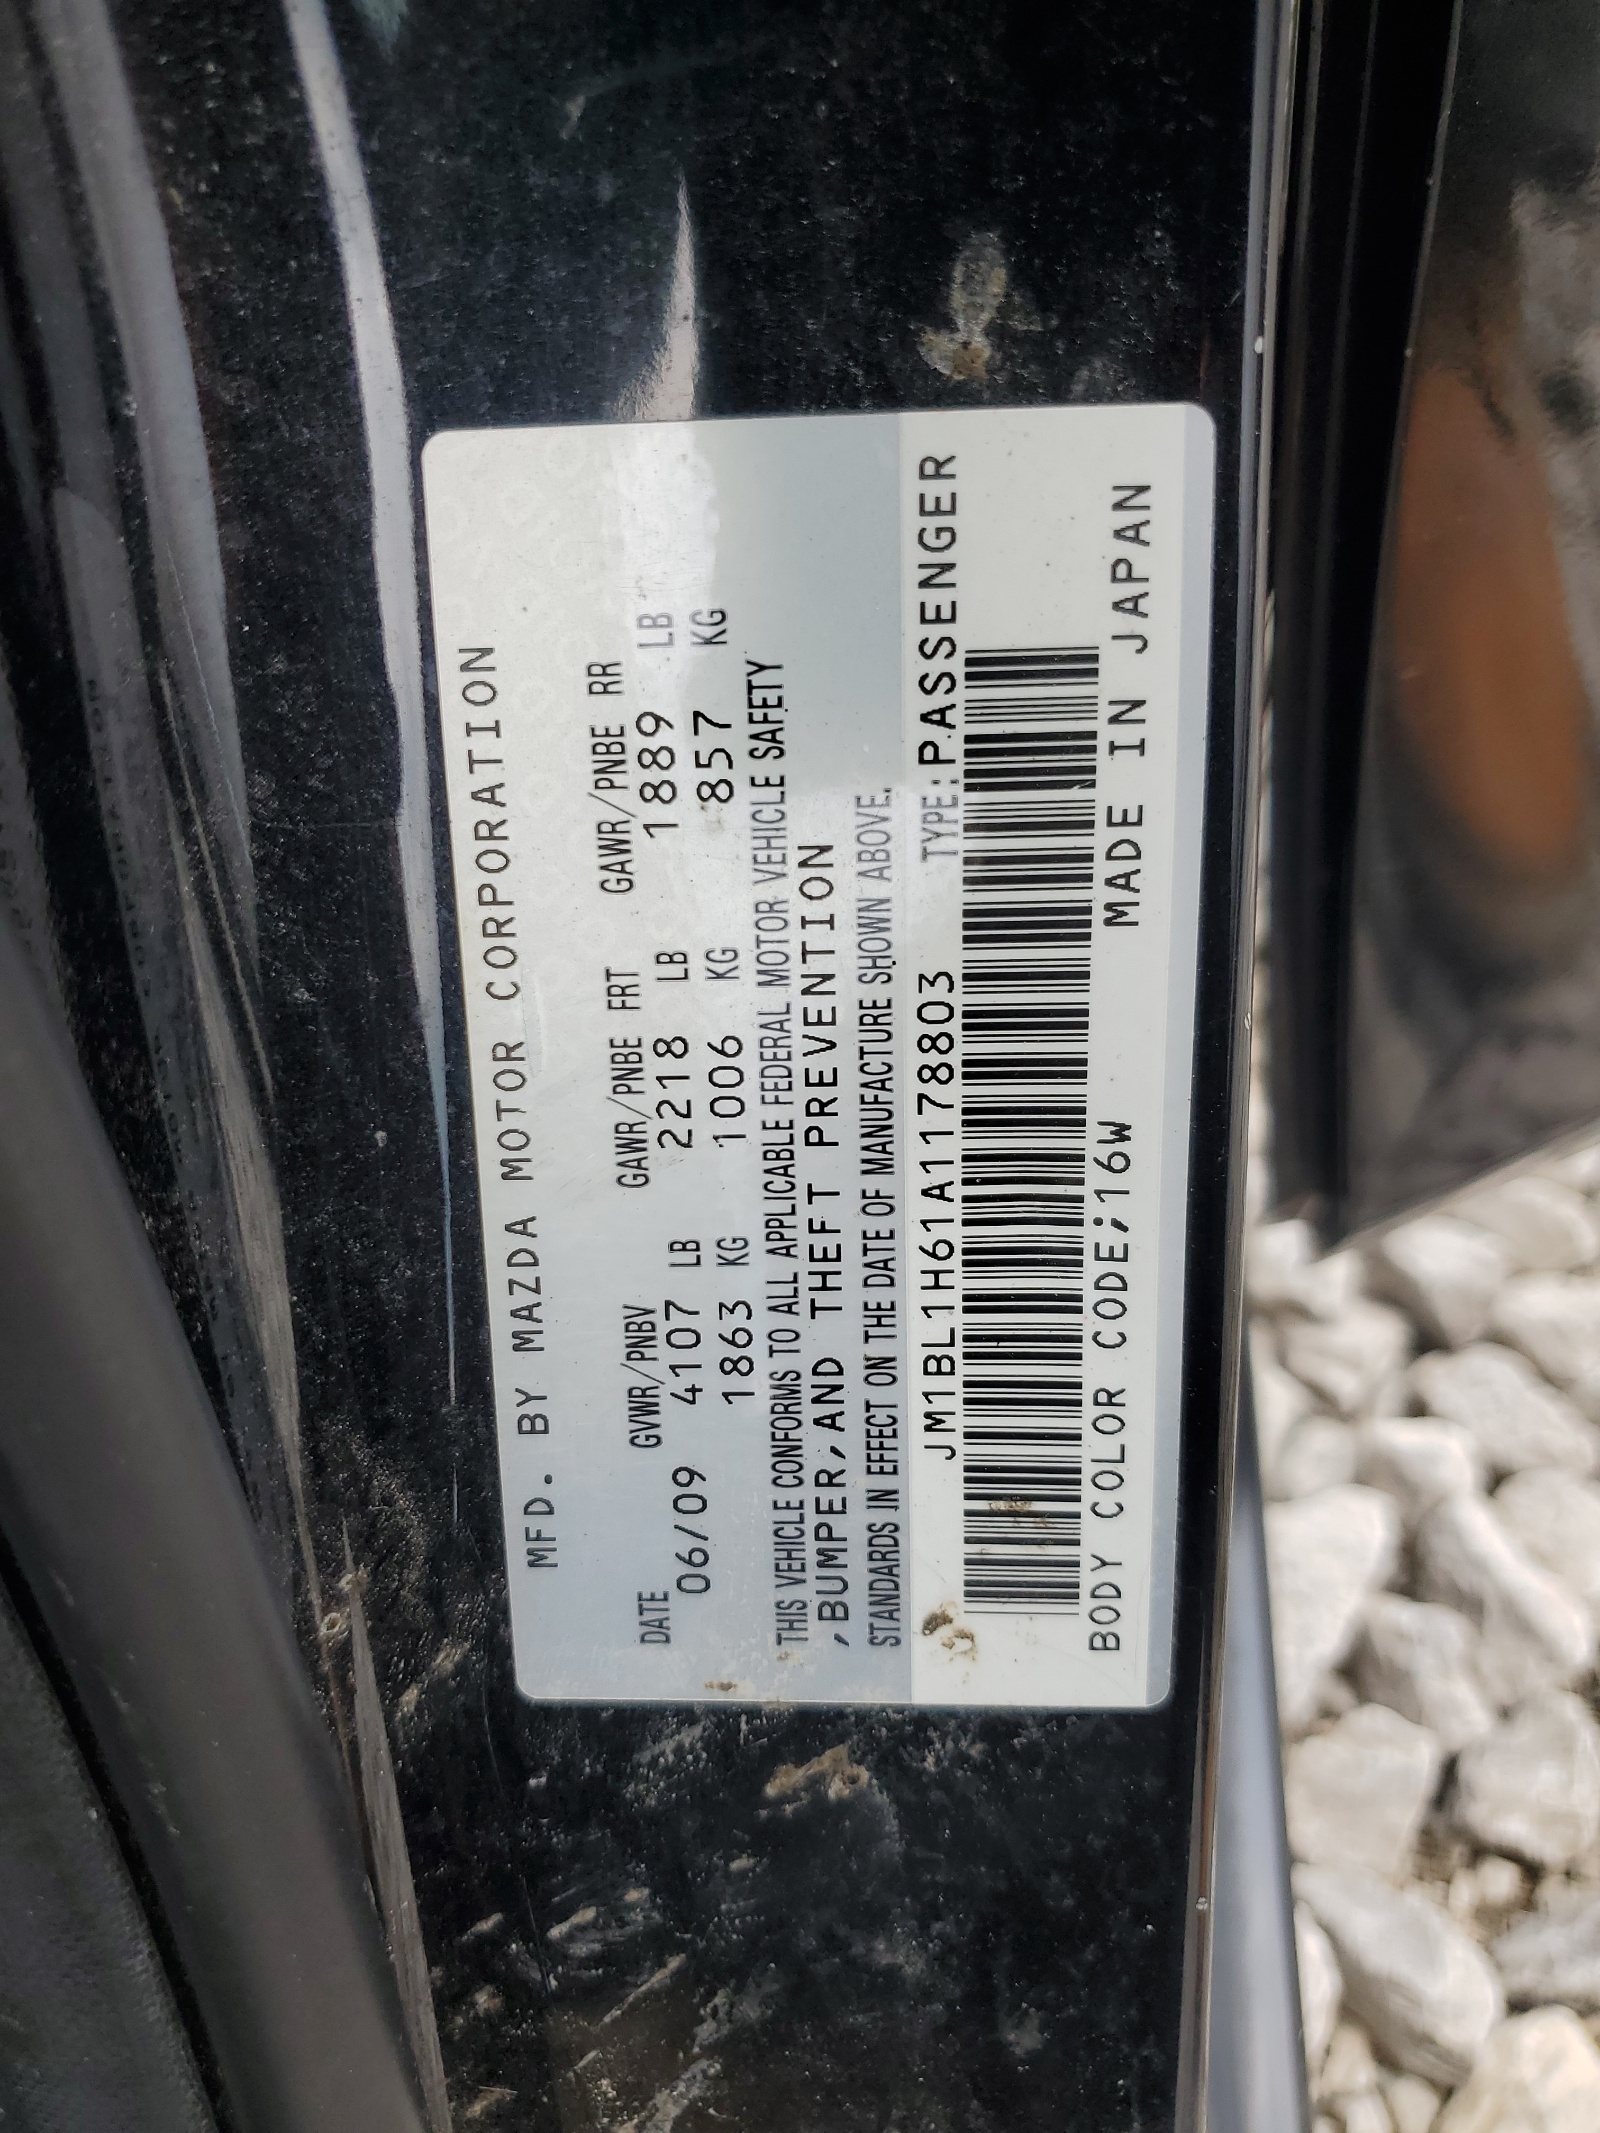 MFD. BY MAZDA MOTOR CORPORATION
DATE GVWR/PNBV GAWR/PNBE FRT GAWR/PNBE RR
06/09 4107 LB 2218 LB 1889 LB
1863 KG 1006 KG 857 KG
THIS VEHICLE CONFORMS TO ALL APPLICABLE FEDERAL MOTOR VEHICLE SAFETY
,BUMPER,AND THEFT PREVENTION
STANDARDS IN EFFECT ON THE DATE OF MANUFACTURE SHOWN ABOVE.
JM1BL1H61A1178803 TYPE:PASSENGER
BODY COLOR CODE;16W MADE IN JAPAN